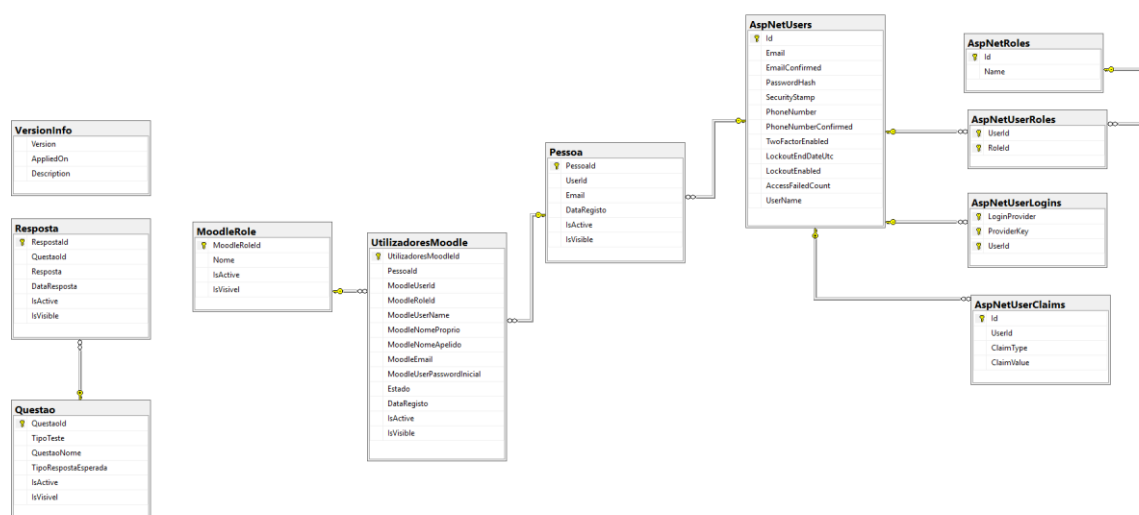 VersionInfo
Version
AppliedOn
Description
Resposta
RespostaId
QuestaoId
Resposta
DataResposta
IsActive
IsVisible
Questao
QuestaoId
TipoTeste
QuestaoNome
TipoRespostaEsperada
IsActive
IsVisivel
MoodleRole
MoodleRoleId
Nome
IsActive
IsVisivel
UtilizadoresMoodle
UtilizadoresMoodleId
PessoaId
MoodleUserId
MoodleRoleId
MoodleUserName
MoodleNomeProprio
MoodleNomeApelido
MoodleEmail
MoodleUserPasswordInicial
Estado
DataRegisto
IsActive
IsVisible
Pessoa
PessoaId
UserId
Email
DataRegisto
IsActive
IsVisible
AspNetUsers
Id
Email
EmailConfirmed
PasswordHash
SecurityStamp
PhoneNumber
PhoneNumberConfirmed
TwoFactorEnabled
LockoutEndDateUtc
LockoutEnabled
AccessFailedCount
UserName
AspNetRoles
Id
Name
AspNetUserRoles
UserId
RoleId
AspNetUserLogins
LoginProvider
ProviderKey
UserId
AspNetUserClaims
Id
UserId
ClaimType
ClaimValue